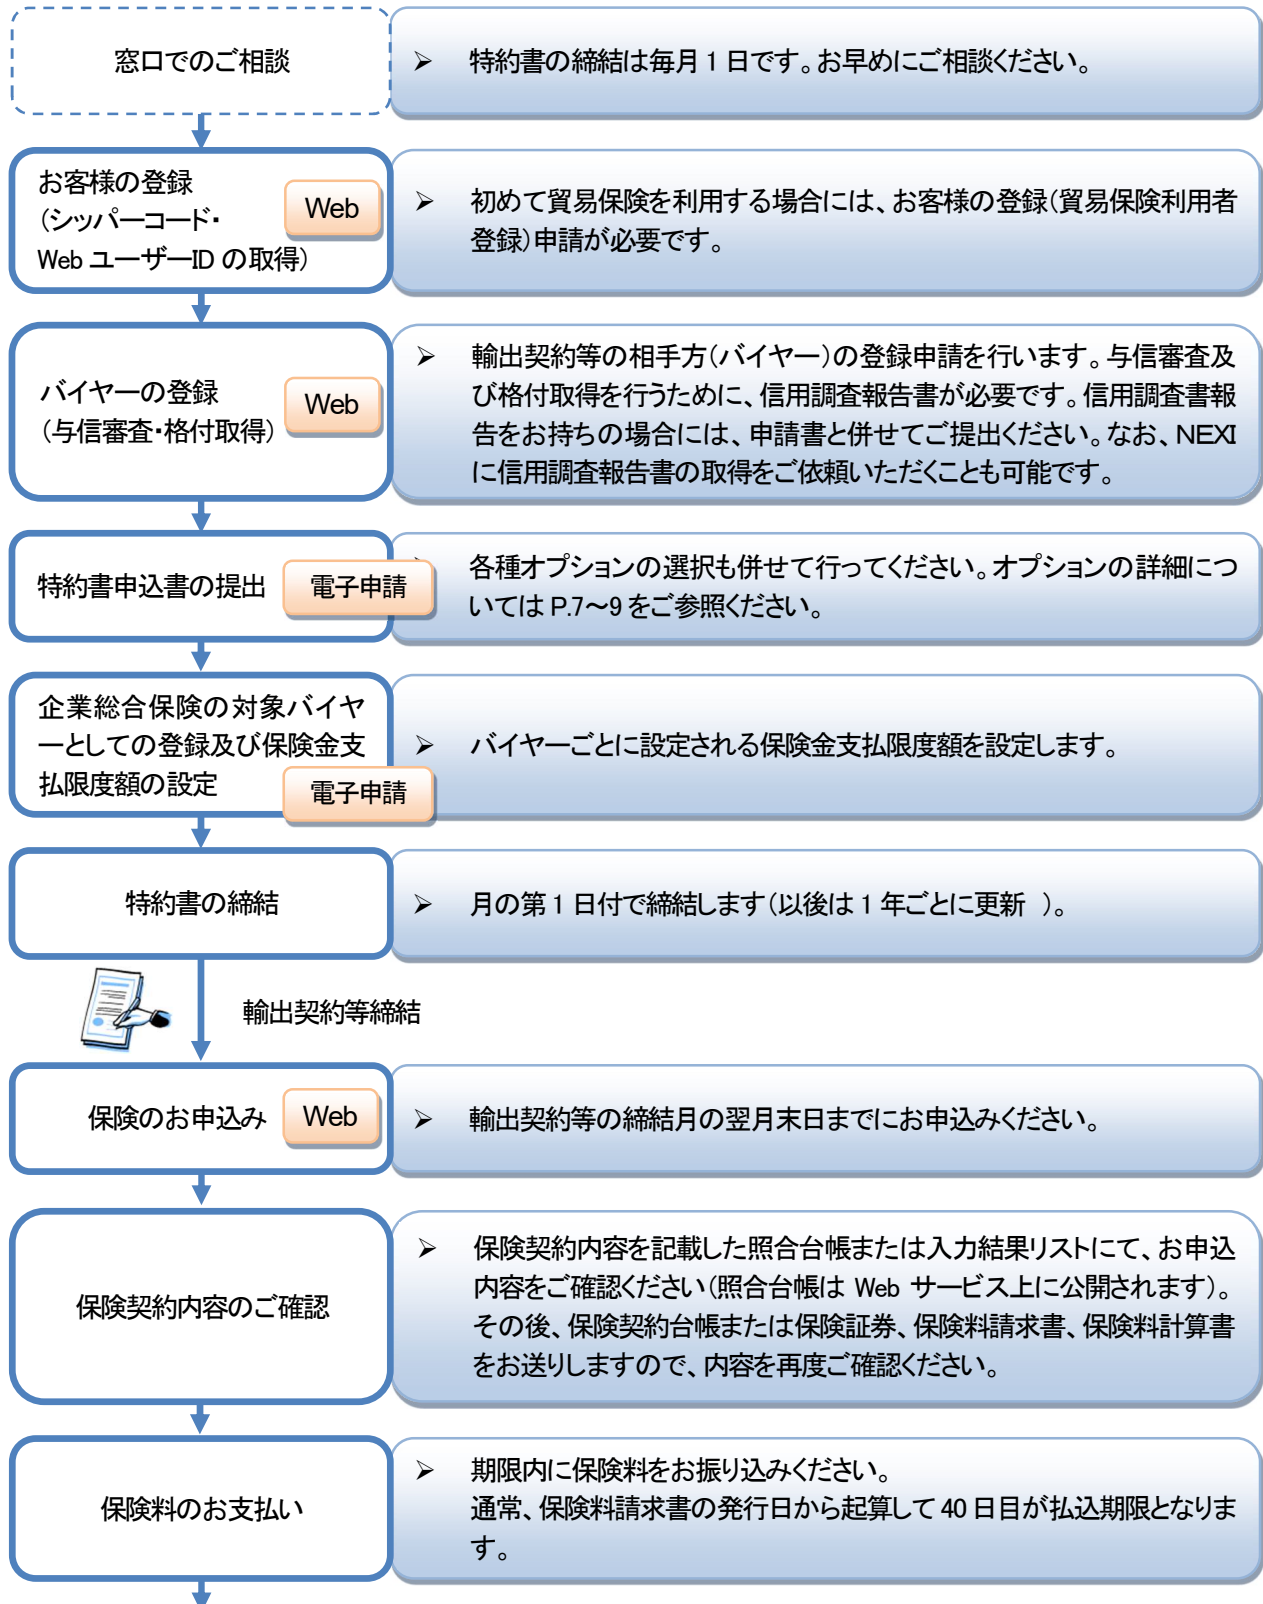 窓口でのご相談
➢ 特約書の締結は毎月 1 日です。お早めにご相談ください。
お客様の登録
（シッパーコード・
Web ユーザーID の取得）
Web
➢ 初めて貿易保険を利用する場合には、お客様の登録（貿易保険利用者
登録）申請が必要です。
バイヤーの登録
（与信審査・格付取得）
Web
➢ 輸出契約等の相手方（バイヤー）の登録申請を行います。与信審査及
び格付取得を行うために、信用調査報告書が必要です。信用調査書報
告をお持ちの場合には、申請書と併せてご提出ください。なお、NEXI
に信用調査報告書の取得をご依頼いただくことも可能です。
特約書申込書の提出
電子申請
各種オプションの選択も併せて行ってください。オプションの詳細につ
いては P.7～9 をご参照ください。
企業総合保険の対象バイヤ
ーとしての登録及び保険金支
払限度額の設定
電子申請
➢ バイヤーごとに設定される保険金支払限度額を設定します。
特約書の締結
➢ 月の第 1 日付で締結します（以後は 1 年ごとに更新 ）。
輸出契約等締結
保険のお申込み
Web
➢ 輸出契約等の締結月の翌月末日までにお申込みください。
保険契約内容のご確認
➢ 保険契約内容を記載した照合台帳または入力結果リストにて、お申込
内容をご確認ください（照合台帳は Web サービス上に公開されます）。
その後、保険契約台帳または保険証券、保険料請求書、保険料計算書
をお送りしますので、内容を再度ご確認ください。
保険料のお支払い
➢ 期限内に保険料をお振り込みください。
通常、保険料請求書の発行日から起算して 40 日目が払込期限となりま
す。